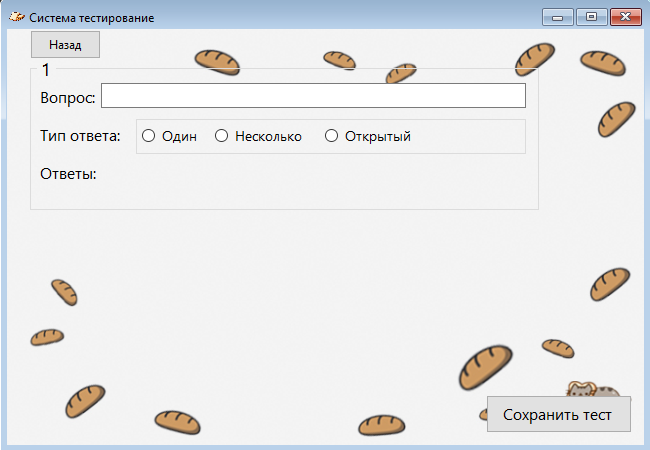 Система тестирование
Назад
1
Вопрос:
Тип ответа: Один Несколько Открытый
Ответы:
Сохранить тест